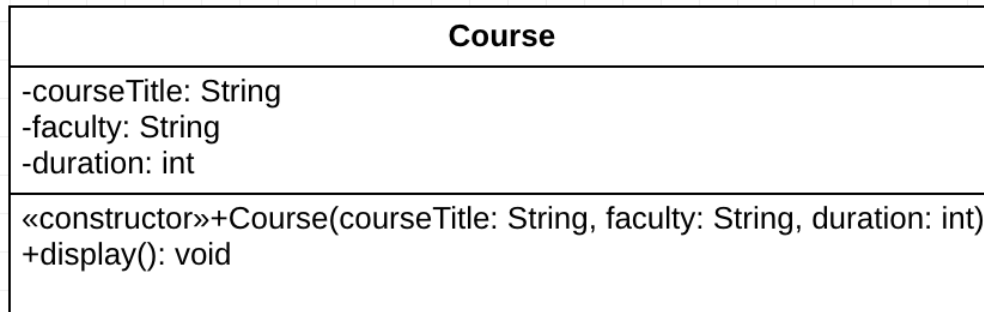 Course
-courseTitle: String
-faculty: String
-duration: int
«constructor»+Course(courseTitle: String, faculty: String, duration: int)
+display(): void